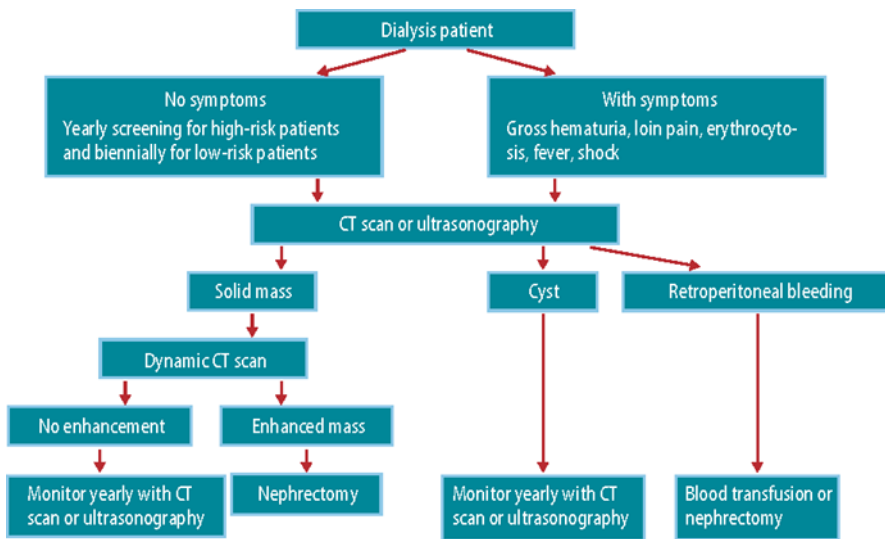 Dialysis patient
No symptoms
Yearly screening for high-risk patients
and biennially for low-risk patients
With symptoms
Gross hematuria, loin pain, erythrocyto-
sis, fever, shock
CT scan or ultrasonography
Solid mass
Cyst
Retroperitoneal bleeding
Dynamic CT scan
No enhancement
Enhanced mass
Monitor yearly with CT
scan or ultrasonography
Nephrectomy
Monitor yearly with CT
scan or ultrasonography
Blood transfusion or
nephrectomy